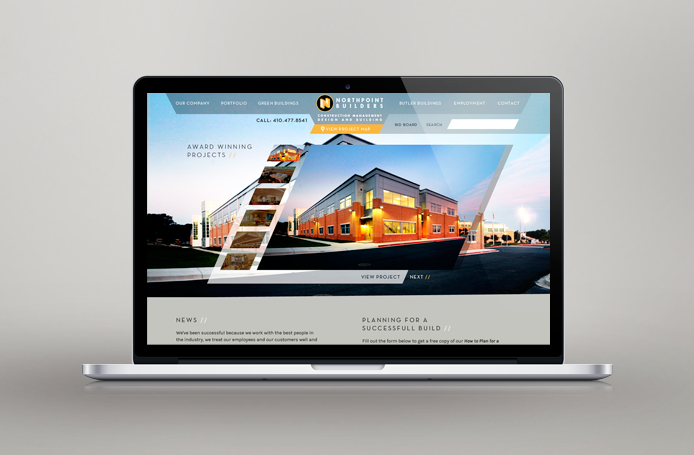 OUR COMPANY PORTFOLIO GREEN BUILDINGS
N NORTHPOINT
BUILDERS
CONSTRUCTION MANAGEMENT
DESIGN AND BUILDING
BUTLER BUILDINGS EMPLOYMENT CONTACT
CALL: 410.477.8541
VIEW PROJECT MAP
BID BOARD SEARCH
AWARD WINNING
PROJECTS //
VIEW PROJECT NEXT //
NEWS //
We've been successful because we work with the best people in
the industry, we treat our employees and our customers well and
PLANNING FOR A
SUCCESSFULL BUILD //
Fill out the form below to get a free copy of our How to Plan for a